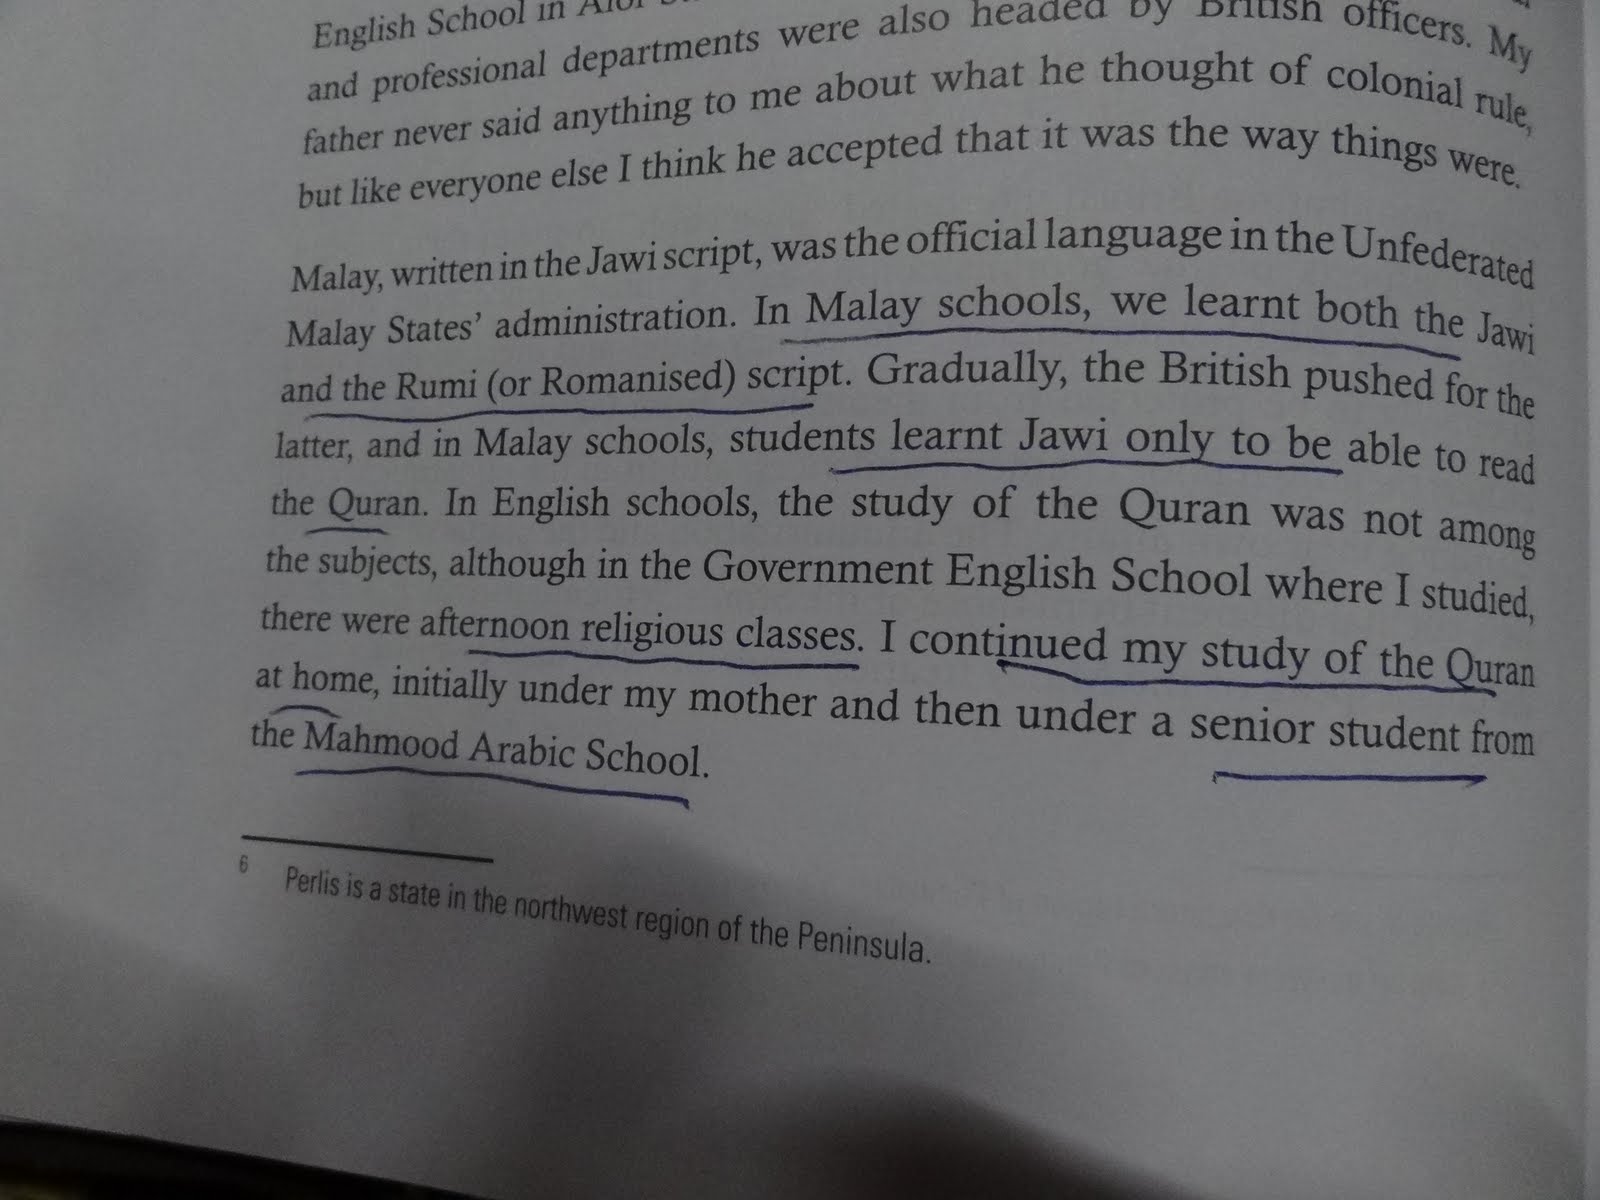 English School in
and professional departments were also headed by British officers. My
father never said anything to me about what he thought of colonial rule,
but like everyone else I think he accepted that it was the way things were.
Malay, written in the Jawi script, was the official language in the Unfederated
Malay States' administration. In Malay schools, we learnt both the Jawi
and the Rumi (or Romanised) script. Gradually, the British pushed for the
latter, and in Malay schools, students learnt Jawi only to be able to read
the Quran. In English schools, the study of the Quran was not among
the subjects, although in the Government English School where I studied,
there were afternoon religious classes. I continued my study of the Quran
at home, initially under my mother and then under a senior student from
the Mahmood Arabic School.
6 Perlis is a state in the northwest region of the Peninsula.